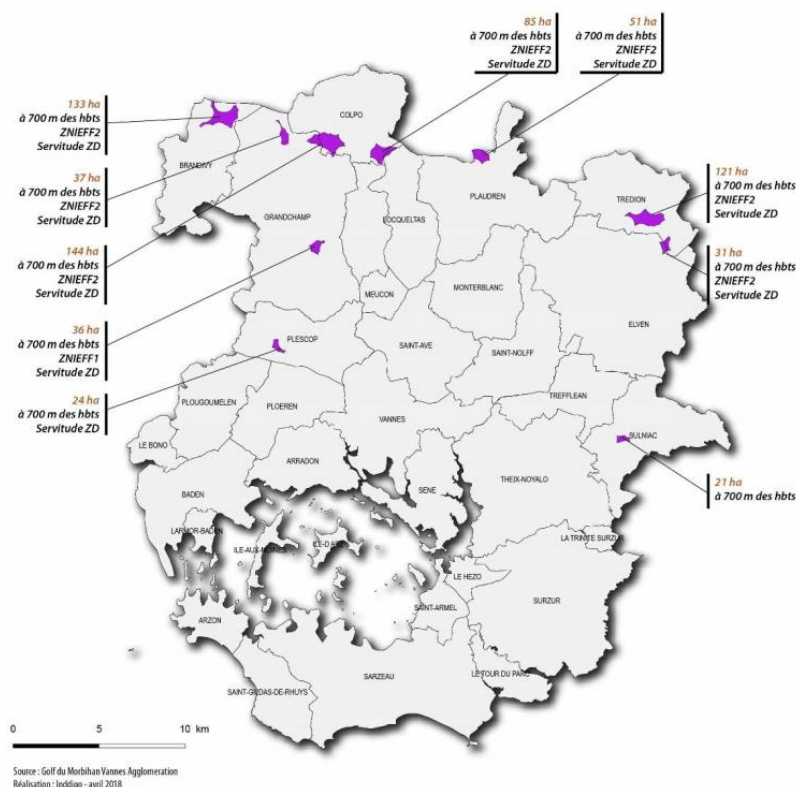 85 ha
à 700 m des hbts
ZNIEFF2
Servitude ZD
51 ha
à 700 m des hbts
ZNIEFF2
Servitude ZD
133 ha
à 700 m des hbts
ZNIEFF2
Servitude ZD
37 ha
à 700 m des hbts
ZNIEFF2
Servitude ZD
144 ha
à 700 m des hbts
ZNIEFF2
Servitude ZD
36 ha
à 700 m des hbts
ZNIEFF1
Servitude ZD
24 ha
à 700 m des hbts
Servitude ZD
121 ha
à 700 m des hbts
ZNIEFF2
Servitude ZD
31 ha
à 700 m des hbts
ZNIEFF2
Servitude ZD
21 ha
à 700 m des hbts
COLPO
BRANDIVY
PLAUDREN
TREDION
GRANDCHAMP
LOCQUELTAS
MEUCON
MONTERBLANC
ELVEN
PLESCOP
SAINT-AVE
SAINT-NOLFF
TREFFLEAN
PLOUGOUMELEN
PLOEREN
VANNES
SULNIAC
LE BONO
ARRADON
THEIX-NOYALO
BADEN
SENE
LARMOR-BADEN
ILE-AUX-MOINES
ILE-D'ARZ
LA TRINITE SURZUR
LE HEZO
SAINT-ARMEL
SURZUR
ARZON
SARZEAU
LE TOUR DU PARC
SAINT-GILDAS-DE-RHUYS
0 5 10 km
Source : Golf du Morbihan Vannes Agglomeration
Réalisation : Inddigo - avril 2018